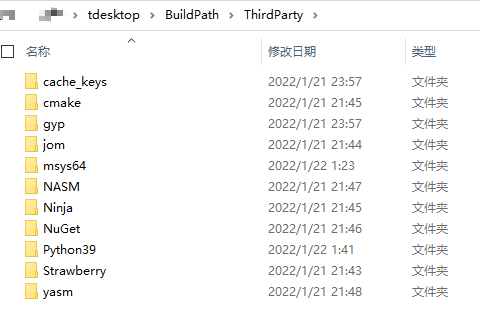 tdesktop > BuildPath > ThirdParty >
名称 修改日期 类型
cache_keys 2022/1/21 23:57 文件夹
cmake 2022/1/21 21:45 文件夹
gyp 2022/1/21 23:57 文件夹
jom 2022/1/21 21:44 文件夹
msys64 2022/1/22 1:23 文件夹
NASM 2022/1/21 21:47 文件夹
Ninja 2022/1/21 21:45 文件夹
NuGet 2022/1/21 21:46 文件夹
Python39 2022/1/22 1:41 文件夹
Strawberry 2022/1/21 21:43 文件夹
yasm 2022/1/21 21:48 文件夹